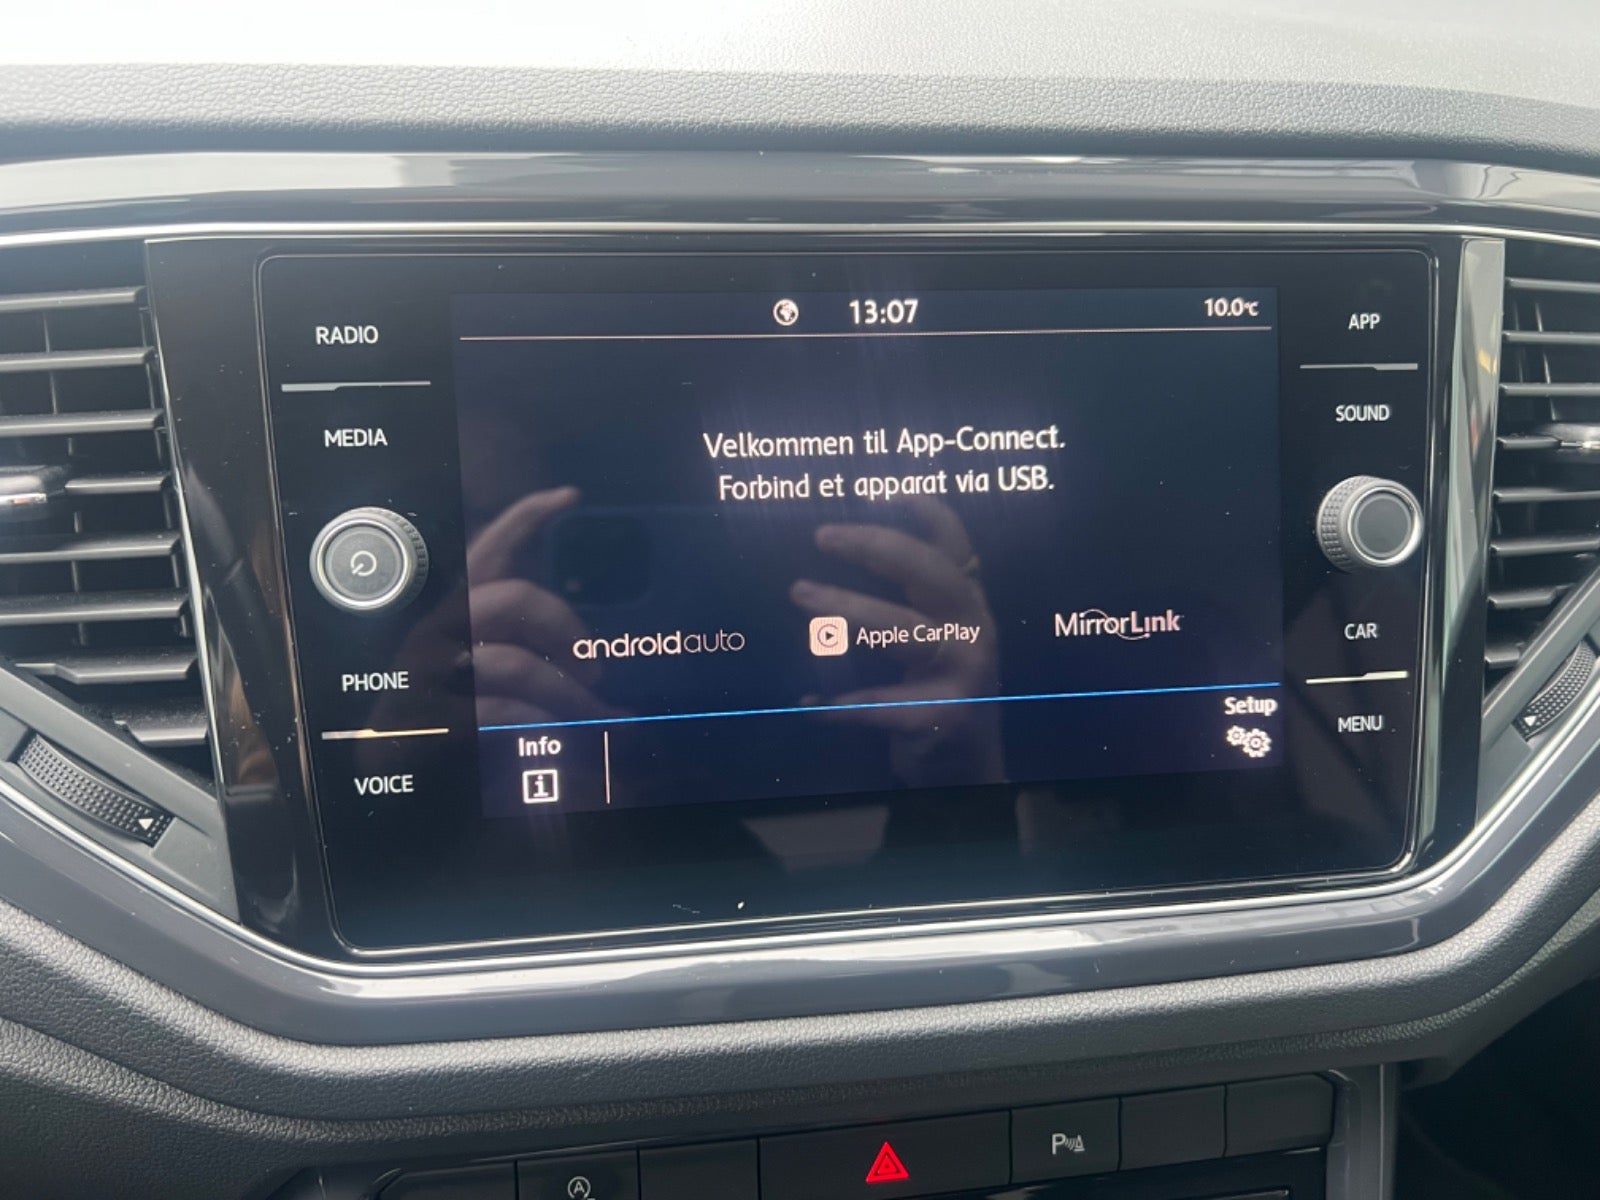 RADIO
MEDIA
PHONE
VOICE
13:07
10.0°C
Velkommen til App-Connect.
Forbind et apparat via USB.
androidauto
Apple CarPlay
MirrorLink
Info
i
Setup
APP
SOUND
CAR
MENU
A
P